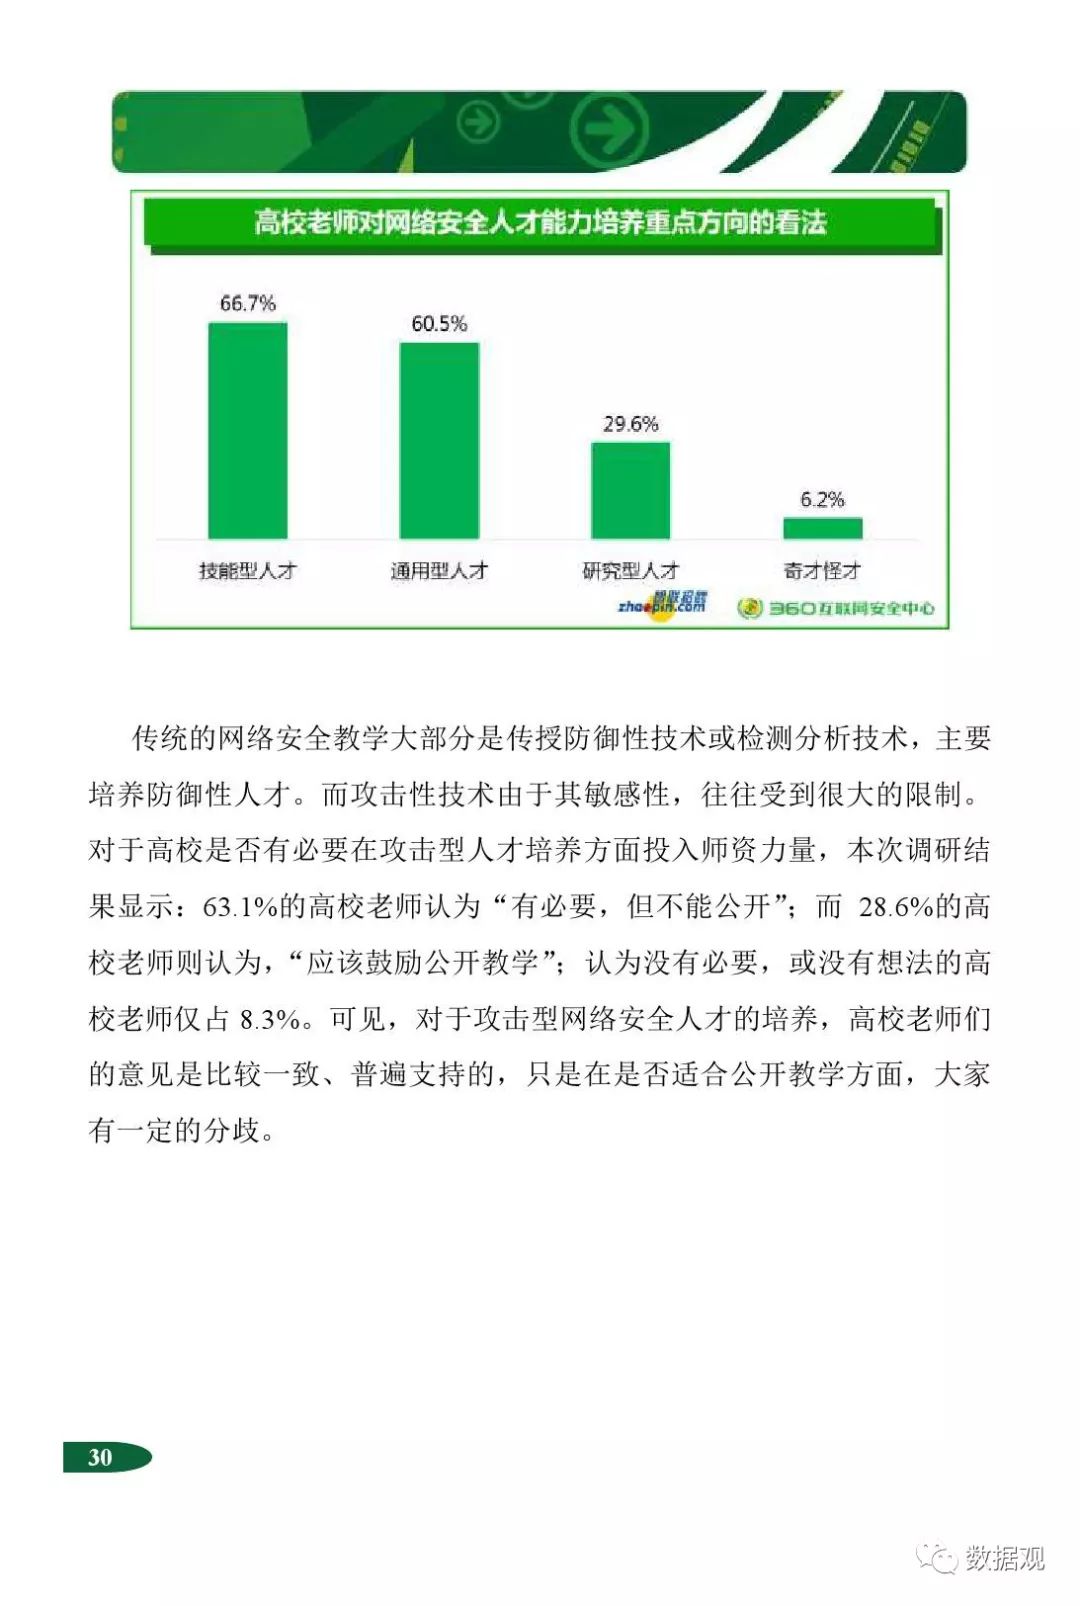 高校老师对网络安全人才能力培养重点方向的看法
66.7%
60.5%
29.6%
6.2%
技能型人才
通用型人才
研究型人才
奇才怪才
智联招聘
zhaopin.com
360互联网安全中心
传统的网络安全教学大部分是传授防御性技术或检测分析技术，主要
培养防御性人才。而攻击性技术由于其敏感性，往往受到很大的限制。
对于高校是否有必要在攻击型人才培养方面投入师资力量，本次调研结
果显示：63.1%的高校老师认为“有必要，但不能公开”；而 28.6%的高
校老师则认为，“应该鼓励公开教学”；认为没有必要，或没有想法的高
校老师仅占 8.3%。可见，对于攻击型网络安全人才的培养，高校老师们
的意见是比较一致、普遍支持的，只是在是否适合公开教学方面，大家
有一定的分歧。
30
数据观